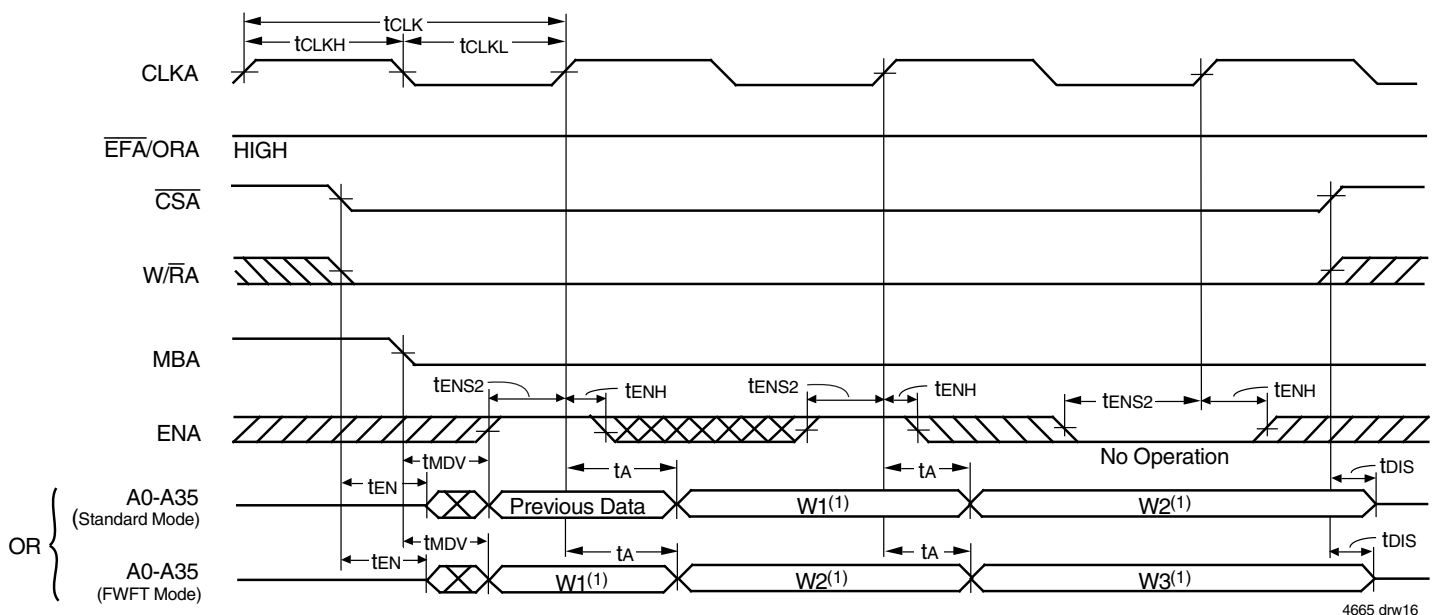 tCLK
tCLKH tCLKL
CLKA
EFA/ORA HIGH
CSA
W/RA
MBA
tENS2 tENH tENS2 tENH tENS2 tENH
ENA
No Operation
tMDV tA tA tDIS
tEN
A0-A35
(Standard Mode)
Previous Data W1(1) W2(1)
OR
tMDV tA tA tDIS
tEN
A0-A35
(FWFT Mode)
W1(1) W2(1) W3(1)
4665 drw16